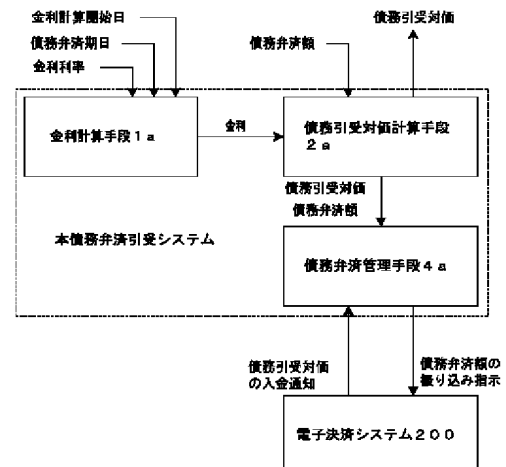 金利計算開始日
債務弁済期日
金利利率
債務弁済額
債務引受対価
金利計算手段1a
金利
債務引受対価計算手段
2a
債務引受対価
債務弁済額
本債務弁済引受システム
債務弁済管理手段4a
債務引受対価
の入金通知
債務弁済額の
振り込み指示
電子決済システム200